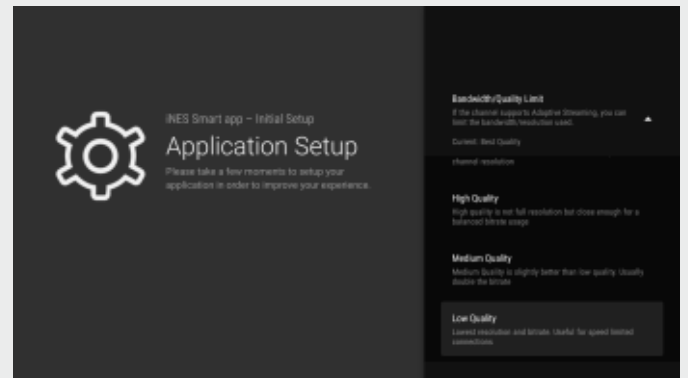 iNES Smart app – Initial Setup
Application Setup
Please take a few moments to setup your
application in order to improve your experience.
Bandwidth/Quality Limit
If the channel supports Adaptive Streaming, you can
limit the bandwidth/resolution used.
Current: Best Quality
channel resolution
High Quality
High quality is not full resolution but close enough for a
balanced bitrate usage
Medium Quality
Medium Quality is slightly better than low quality. Usually
double the bitrate
Low Quality
Lowest resolution and bitrate. Useful for speed limited
connections